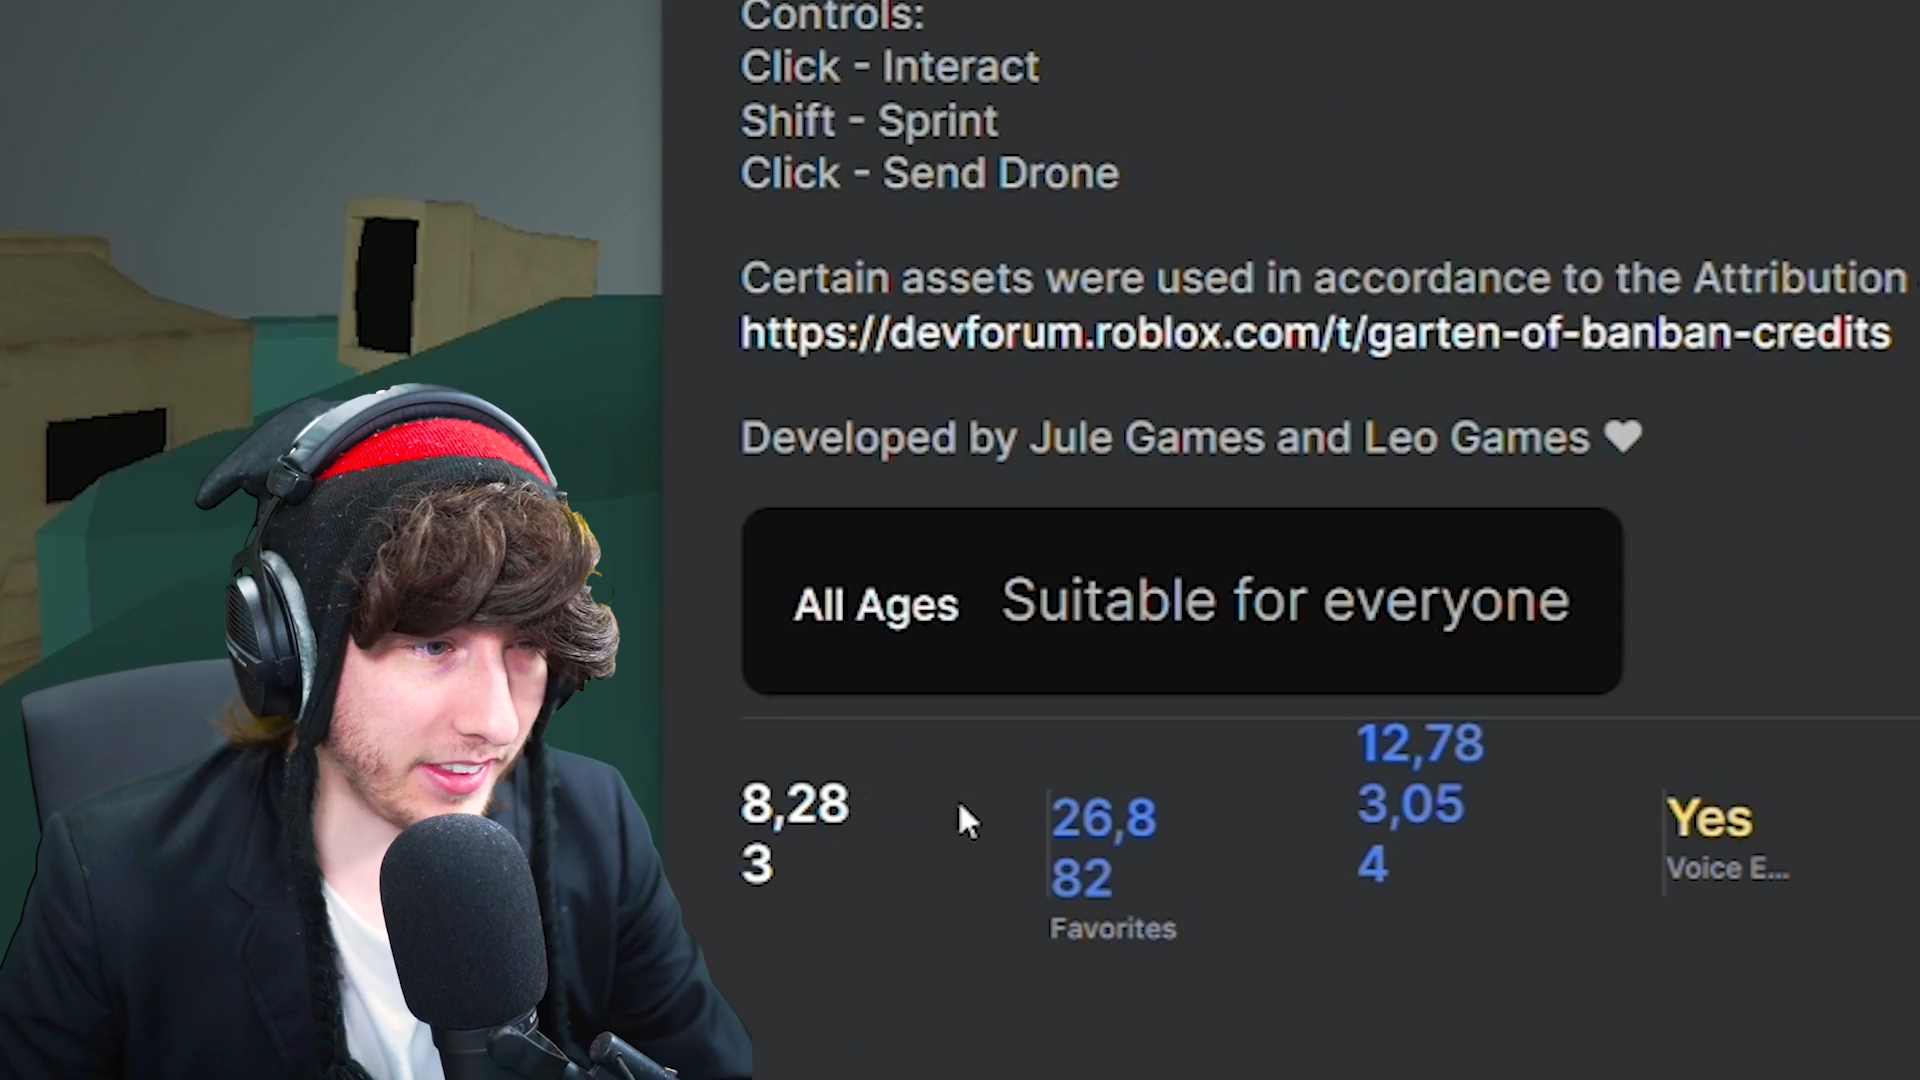 Controls:
Click - Interact
Shift - Sprint
Click - Send Drone
Certain assets were used in accordance to the Attribution
https://devforum.roblox.com/t/garten-of-banban-credits
Developed by Jule Games and Leo Games ♥
All Ages Suitable for everyone
8,28
3
26,8
82
Favorites
12,78
3,05
4
Yes
Voice E...